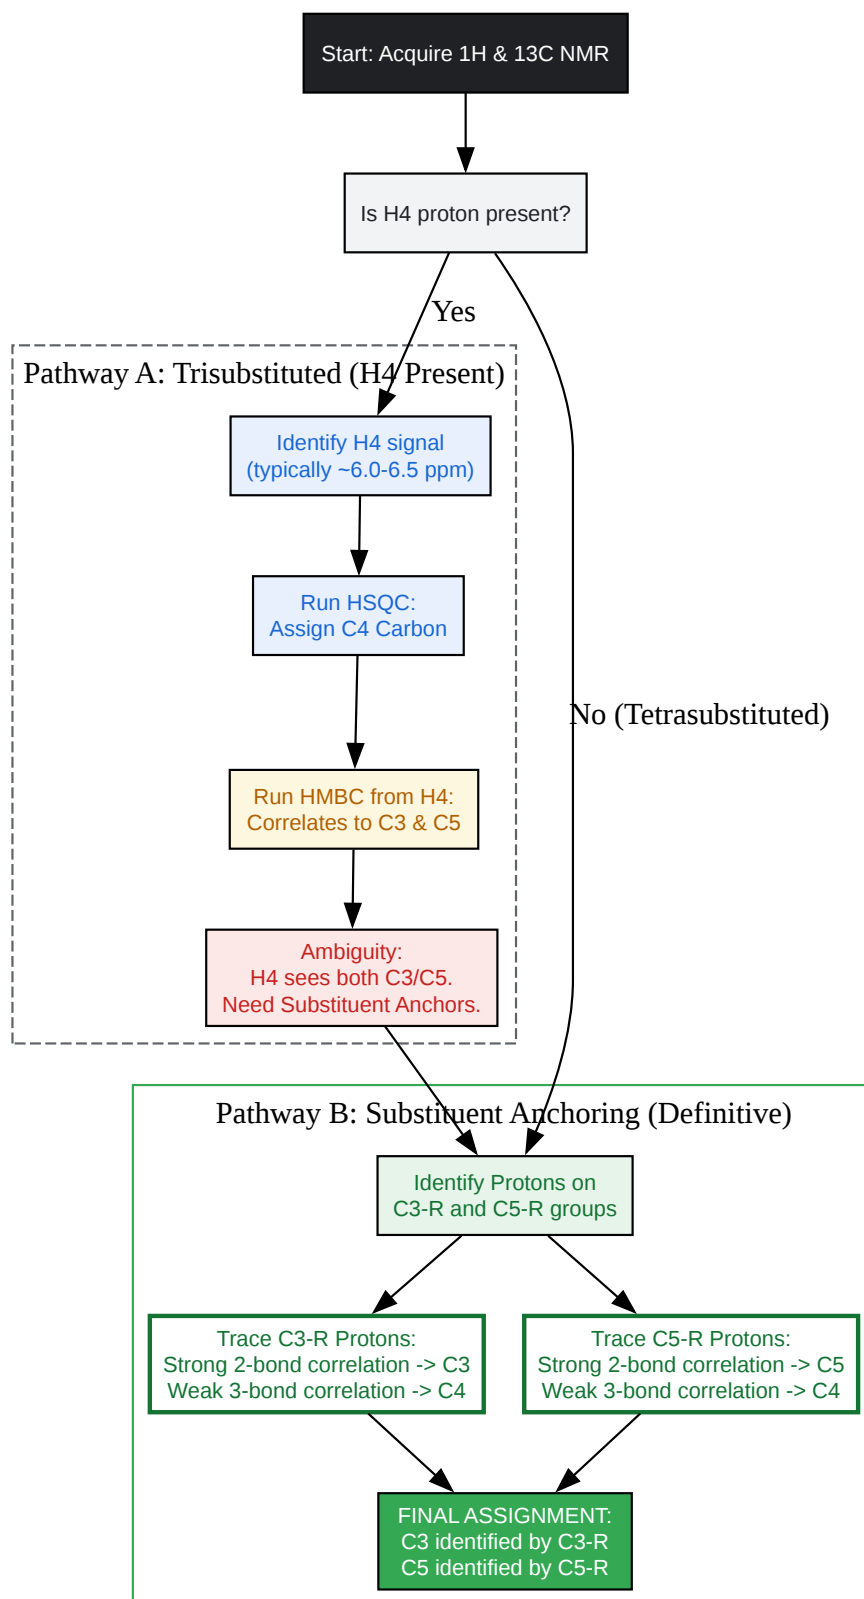 Start: Acquire 1H & 13C NMR
Is H4 proton present?
Yes
Pathway A: Trisubstituted (H4 Present)
Identify H4 signal
(typically ~6.0-6.5 ppm)
Run HSQC:
Assign C4 Carbon
No (Tetrasubstituted)
Run HMBC from H4:
Correlates to C3 & C5
Ambiguity:
H4 sees both C3/C5.
Need Substituent Anchors.
Pathway B: Substituent Anchoring (Definitive)
Identify Protons on
C3-R and C5-R groups
Trace C3-R Protons:
Strong 2-bond correlation -> C3
Weak 3-bond correlation -> C4
Trace C5-R Protons:
Strong 2-bond correlation -> C5
Weak 3-bond correlation -> C4
FINAL ASSIGNMENT:
C3 identified by C3-R
C5 identified by C5-R